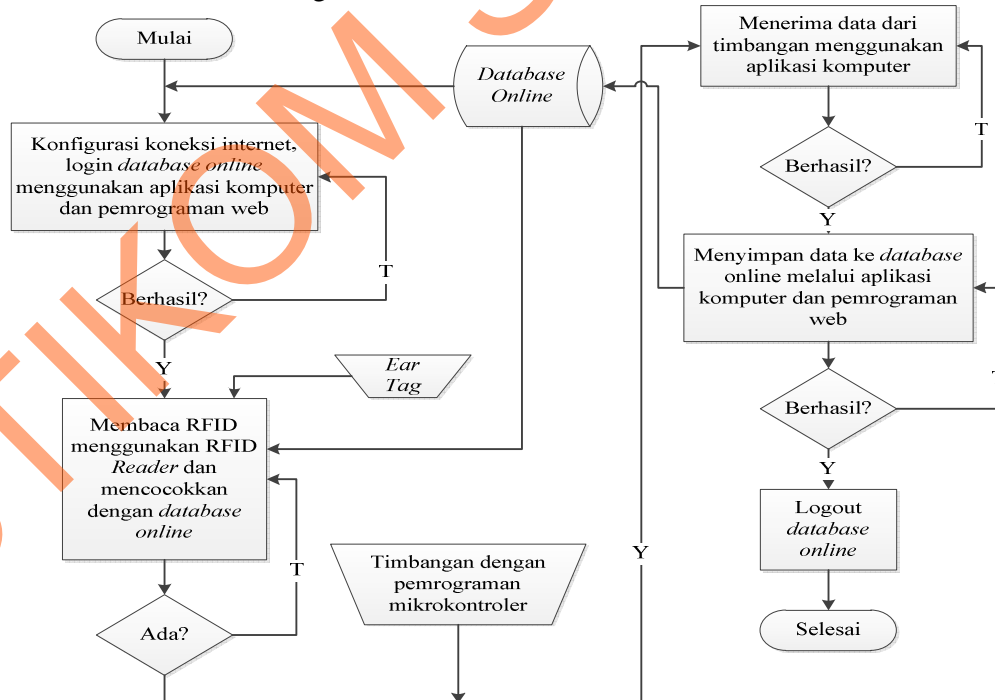 Mulai
Database
Online
Konfigurasi koneksi internet,
login database online
menggunakan aplikasi komputer
dan pemrograman web
T
Berhasil?
Y
Ear
Tag
Membaca RFID
menggunakan RFID
Reader dan
mencocokkan
dengan database
online
T
Ada?
Timbangan dengan
pemrograman
mikrokontroler
Y
Menerima data dari
timbangan menggunakan
aplikasi komputer
T
Berhasil?
Y
Menyimpan data ke database
online melalui aplikasi
komputer dan pemrograman
web
Berhasil?
Y
Logout
database
online
Selesai
TIKOM S